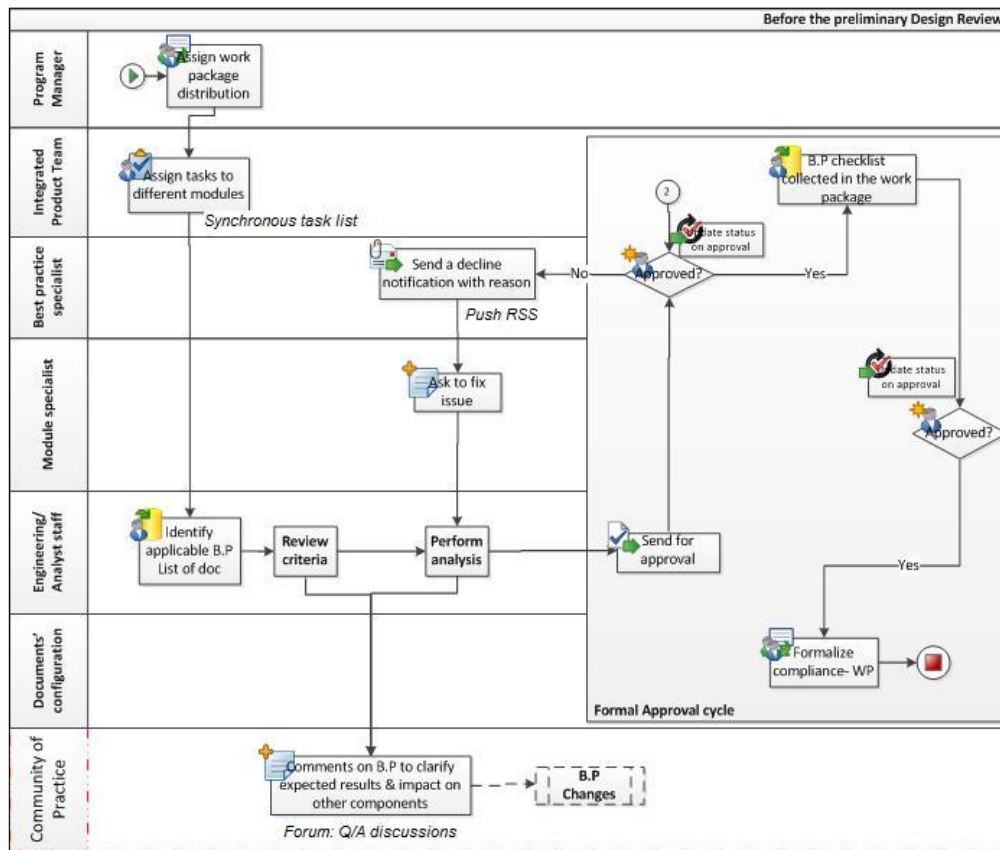 Before the preliminary Design Review
Program
Manager
Assign work
package
distribution
Integrated
Product Team
Assign tasks to
different modules
Synchronous task list
B.P checklist
collected in the work
package
2
Best practice
specialist
Send a decline
notification with reason
Push RSS
No
Approved?
Yes
status
on approval
Module specialist
Ask to fix
issue
status
on approval
Approved?
Engineering/
Analyst staff
Identify
applicable B.P
List of doc
Review
criteria
Perform
analysis
Send for
approval
Yes
Documents'
configuration
Formalize
compliance- WP
Formal Approval cycle
Community of
Practice
Comments on B.P to clarify
expected results & impact on
other components
Forum: Q/A discussions
B.P
Changes